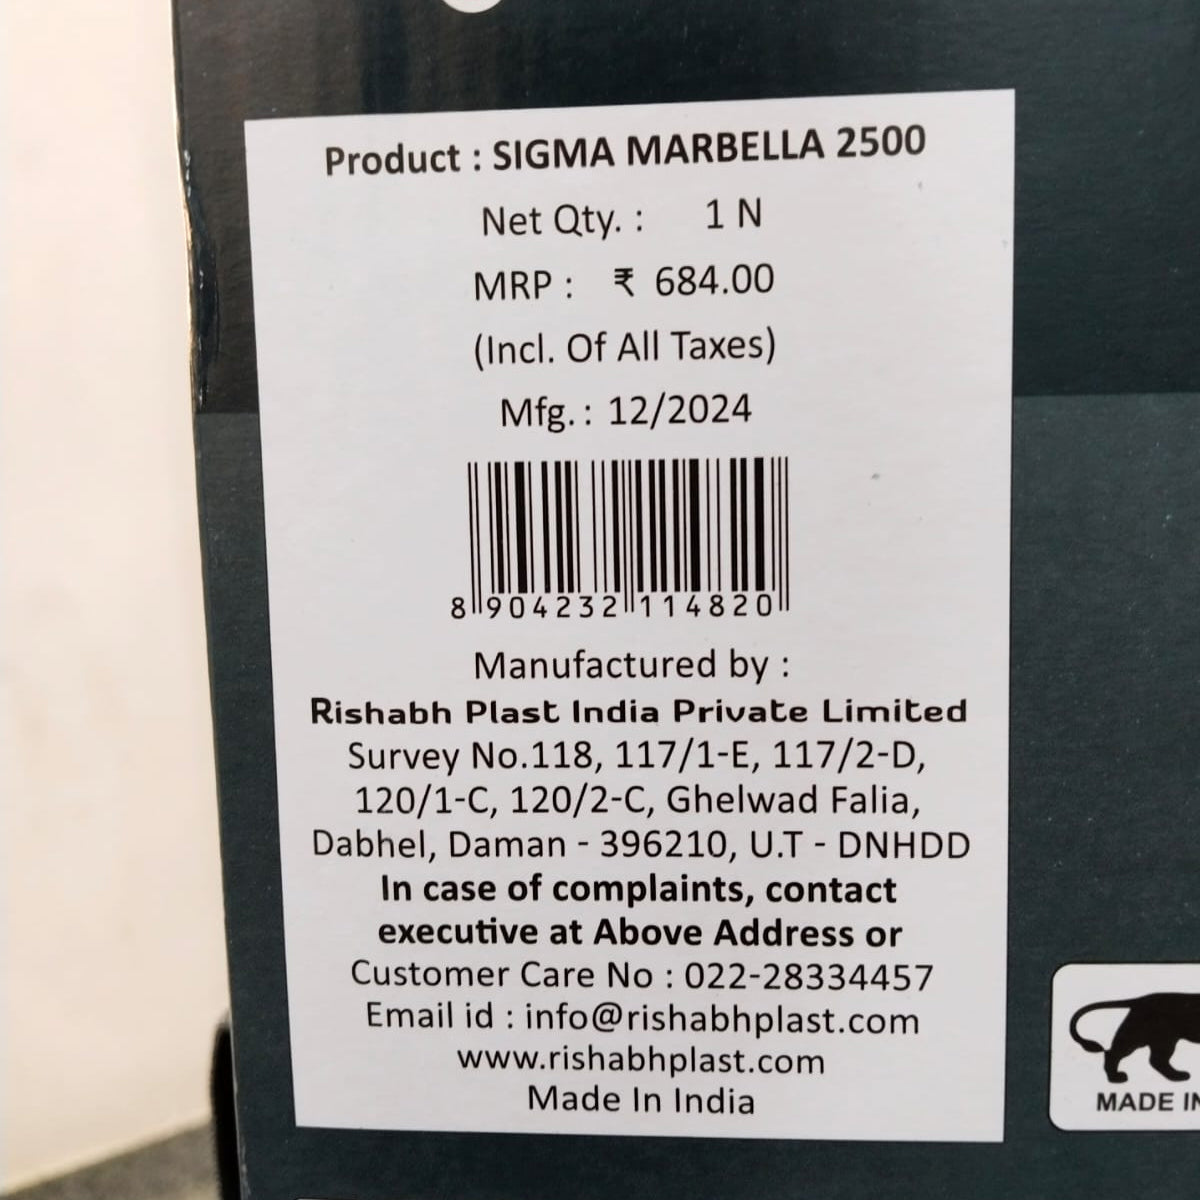 Product : SIGMA MARBELLA 2500
Net Qty. : 1 N
MRP : ₹ 684.00
(Incl. Of All Taxes)
Mfg. : 12/2024
8 904232 114820
Manufactured by :
Rishabh Plast India Private Limited
Survey No.118, 117/1-E, 117/2-D,
120/1-C, 120/2-C, Ghelwad Falia,
Dabhel, Daman - 396210, U.T - DNHDD
In case of complaints, contact
executive at Above Address or
Customer Care No : 022-28334457
Email id : info@rishabhplast.com
www.rishabhplast.com
Made In India
MADE IN